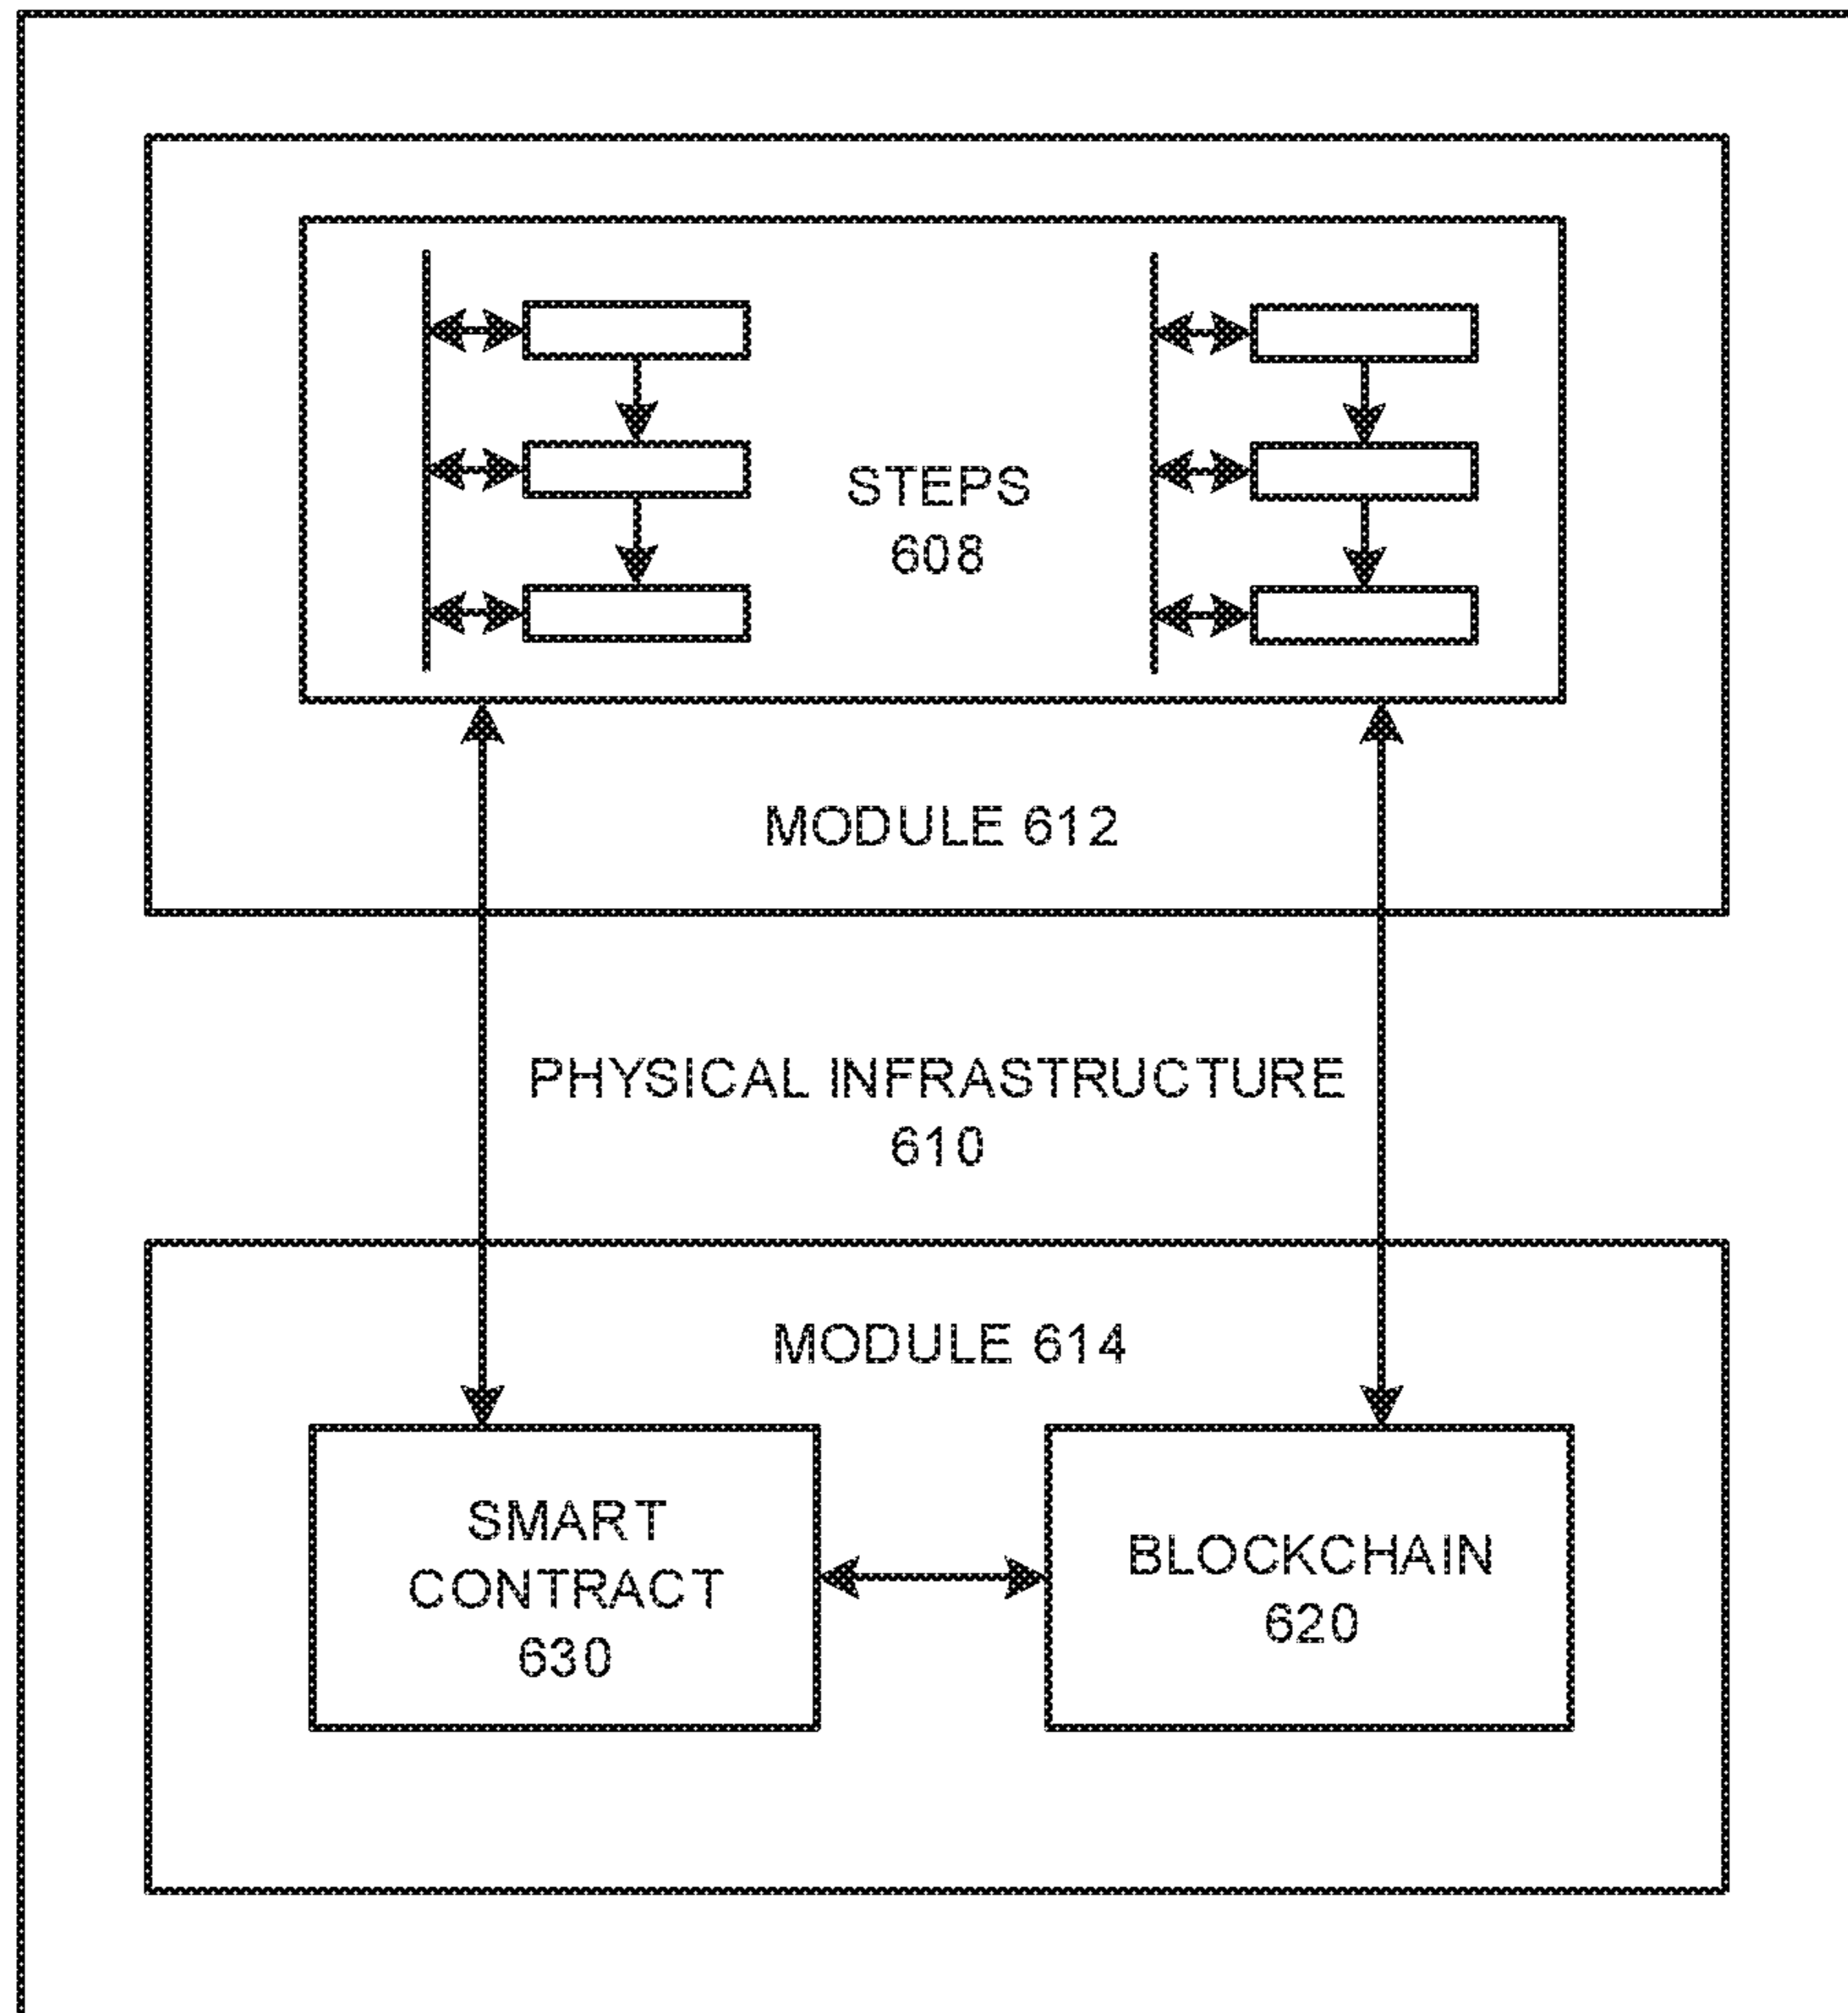 STEPS
608
MODULE 612
PHYSICAL INFRASTRUCTURE
610
MODULE 614
SMART
CONTRACT
630
BLOCKCHAIN
620